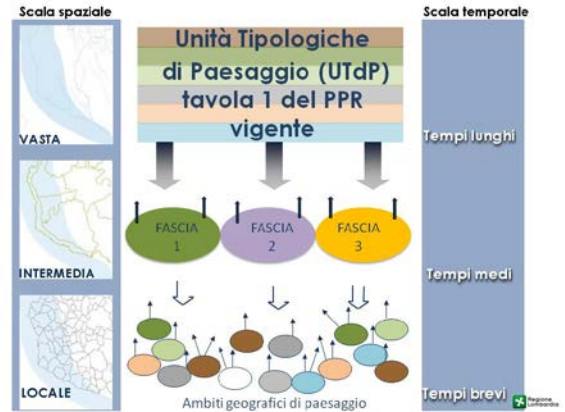 Scala spaziale
Scala temporale
Unità Tipologiche
di Paesaggio (UTdP)
tavola 1 del PPR
vigente
VASTA
Tempi lunghi
FASCIA
1
FASCIA
2
FASCIA
3
INTERMEDIA
Tempi medi
LOCALE
Ambiti geografici di paesaggio
Tempi brevi
Regione
Lombardia